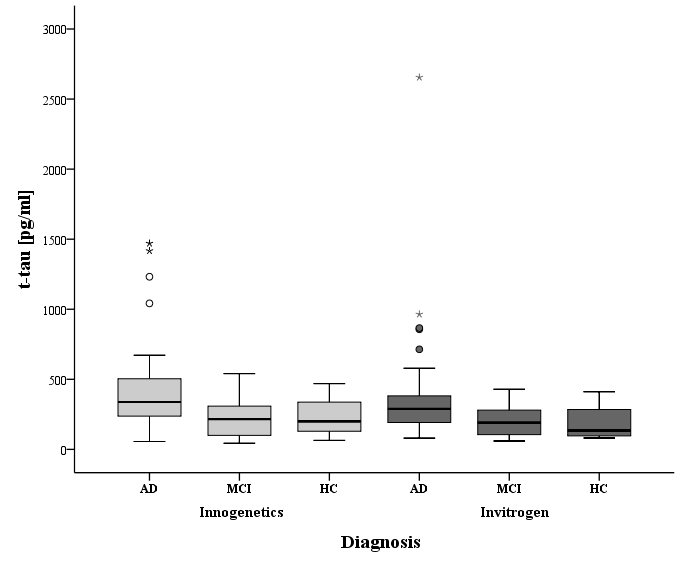 t-tau [pg/ml]
3000
2500
2000
1500
1000
500
0
AD MCI HC AD MCI HC
Innogenetics Invitrogen
Diagnosis